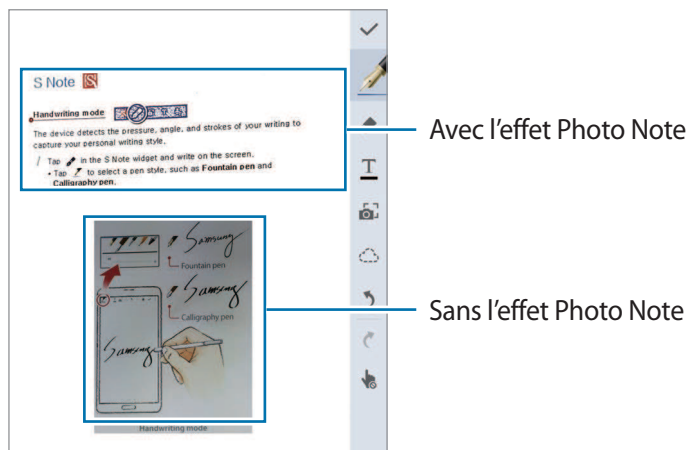 S Note
Handwriting mode
The device detects the pressure, angle, and strokes of your writing to
capture your personal writing style.
/ Tap in the S Note widget and write on the screen.
• Tap to select a pen style, such as Fountain pen and
Calligraphy pen.
Avec l'effet Photo Note
T
Samsung
Fountain pen
Samsung
Calligraphy pen
Samsung
Sans l'effet Photo Note
Handwriting mode